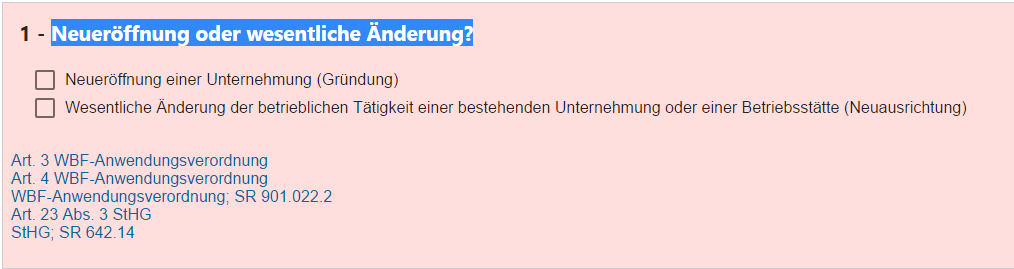 1 - Neueröffnung oder wesentliche Änderung?
Neueröffnung einer Unternehmung (Gründung)
Wesentliche Änderung der betrieblichen Tätigkeit einer bestehenden Unternehmung oder einer Betriebsstätte (Neuausrichtung)
Art. 3 WBF-Anwendungsverordnung
Art. 4 WBF-Anwendungsverordnung
WBF-Anwendungsverordnung; SR 901.022.2
Art. 23 Abs. 3 StHG
StHG; SR 642.14